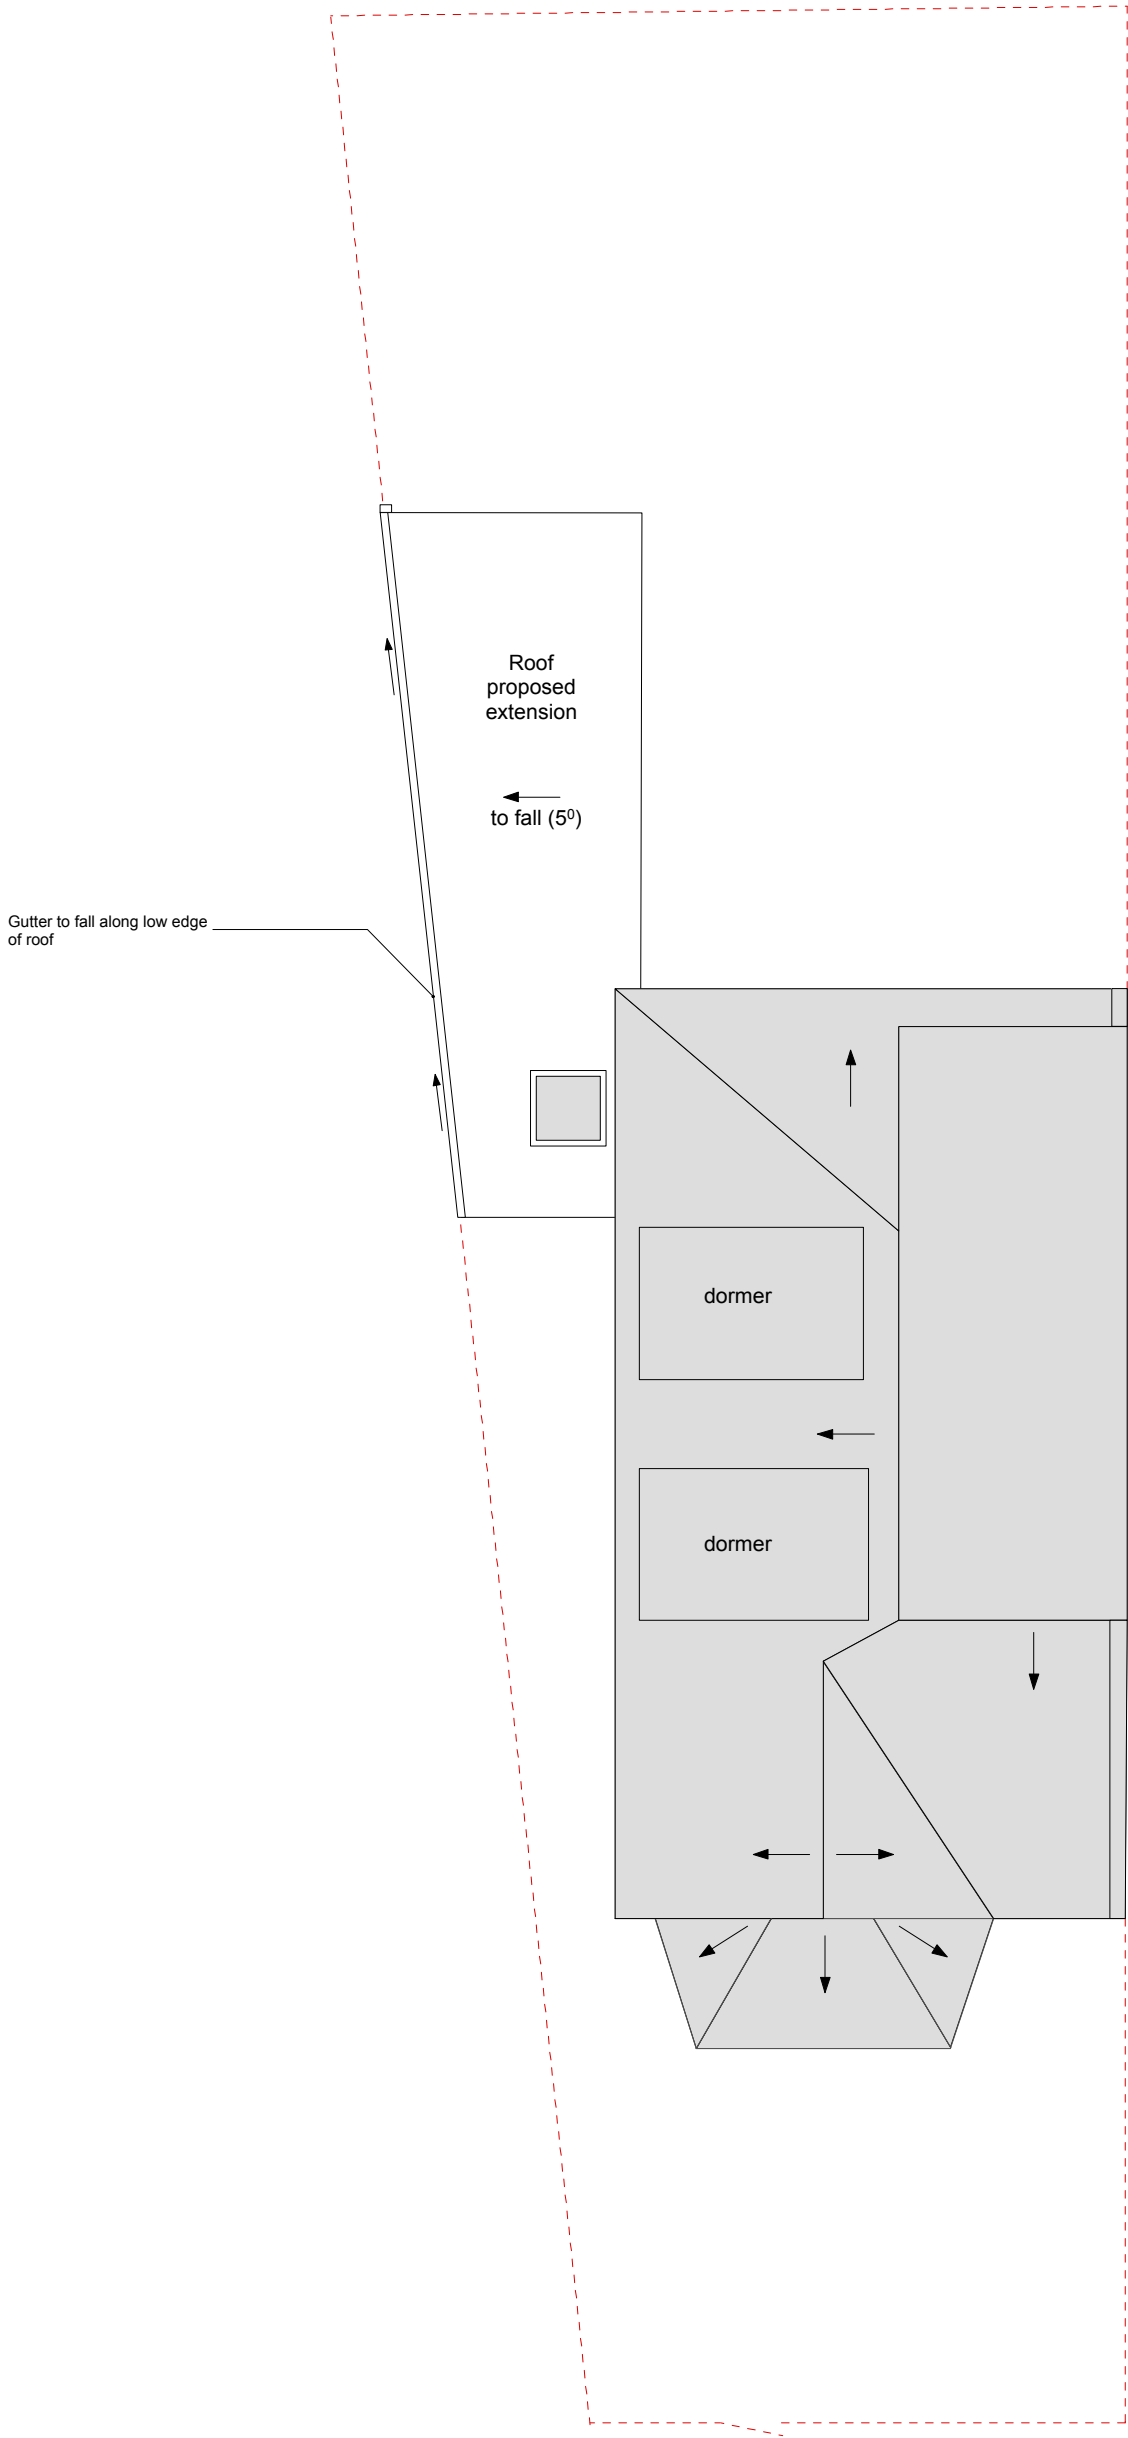 Roof
proposed
extension
to fall (5⁰)
Gutter to fall along low edge
of roof
dormer
dormer